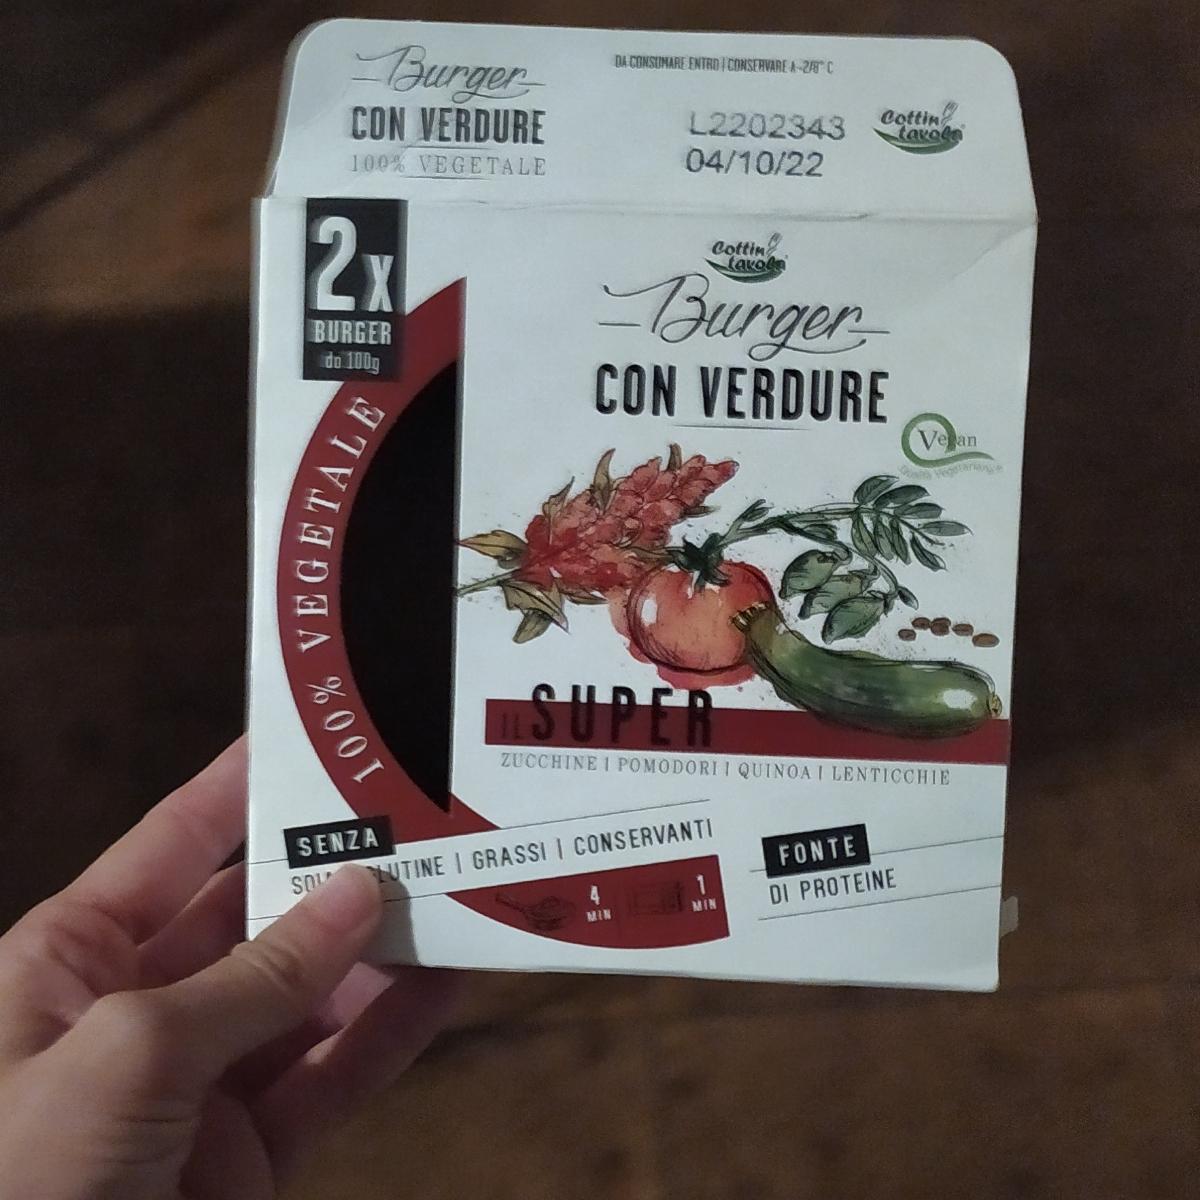 Burger
CON VERDURE
100% VEGETALE
DA CONSUMARE ENTRO | CONSERVARE A -2/8° C
L2202343
04/10/22
Cottin
tavola
2x
BURGER
da 100g
Cottin
tavola
Burger
CON VERDURE
Vegan
Qualità Vegetariana®
100% VEGETALE
IL SUPER
ZUCCHINE | POMODORI | QUINOA | LENTICCHIE
SENZA
GRASSI | CONSERVANTI
4
MIN
1
MIN
FONTE
DI PROTEINE